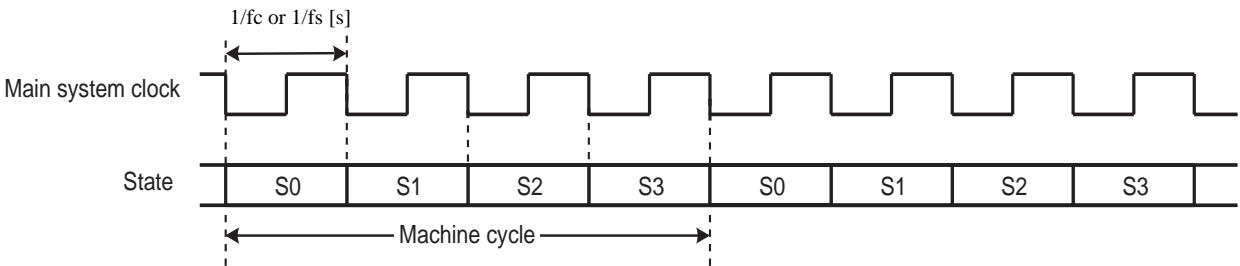 1/fc or 1/fs [s]
Main system clock
State S0 S1 S2 S3 S0 S1 S2 S3
Machine cycle